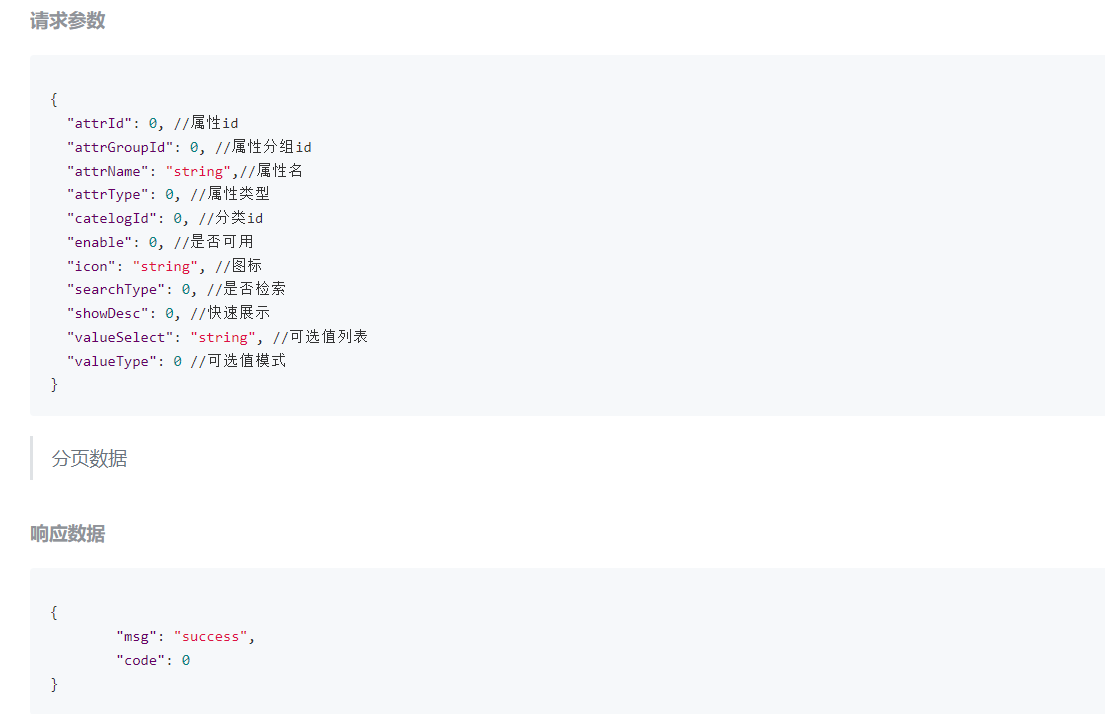 请求参数
{
  "attrId": 0, //属性id
  "attrGroupId": 0, //属性分组id
  "attrName": "string",//属性名
  "attrType": 0, //属性类型
  "catelogId": 0, //分类id
  "enable": 0, //是否可用
  "icon": "string", //图标
  "searchType": 0, //是否检索
  "showDesc": 0, //快速展示
  "valueSelect": "string", //可选值列表
  "valueType": 0 //可选值模式
}
分页数据
响应数据
{
        "msg": "success",
        "code": 0
}